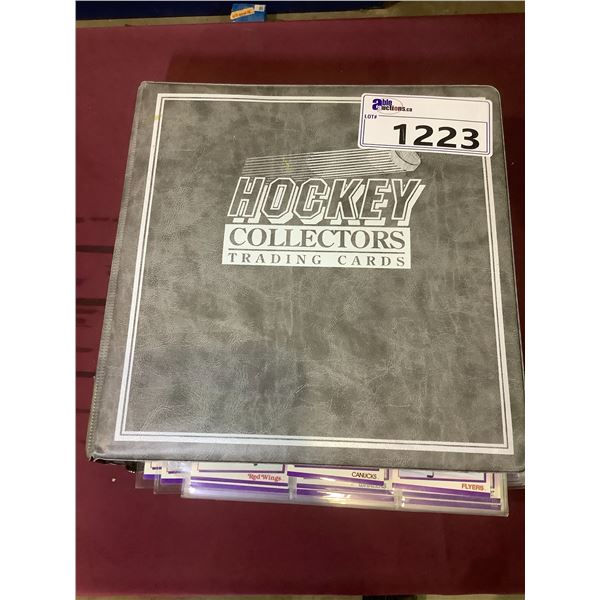 able
auctions.ca
LOT#
1223
HOCKEY
COLLECTORS
TRADING CARDS
Red Wings
CANUCKS
FLYERS